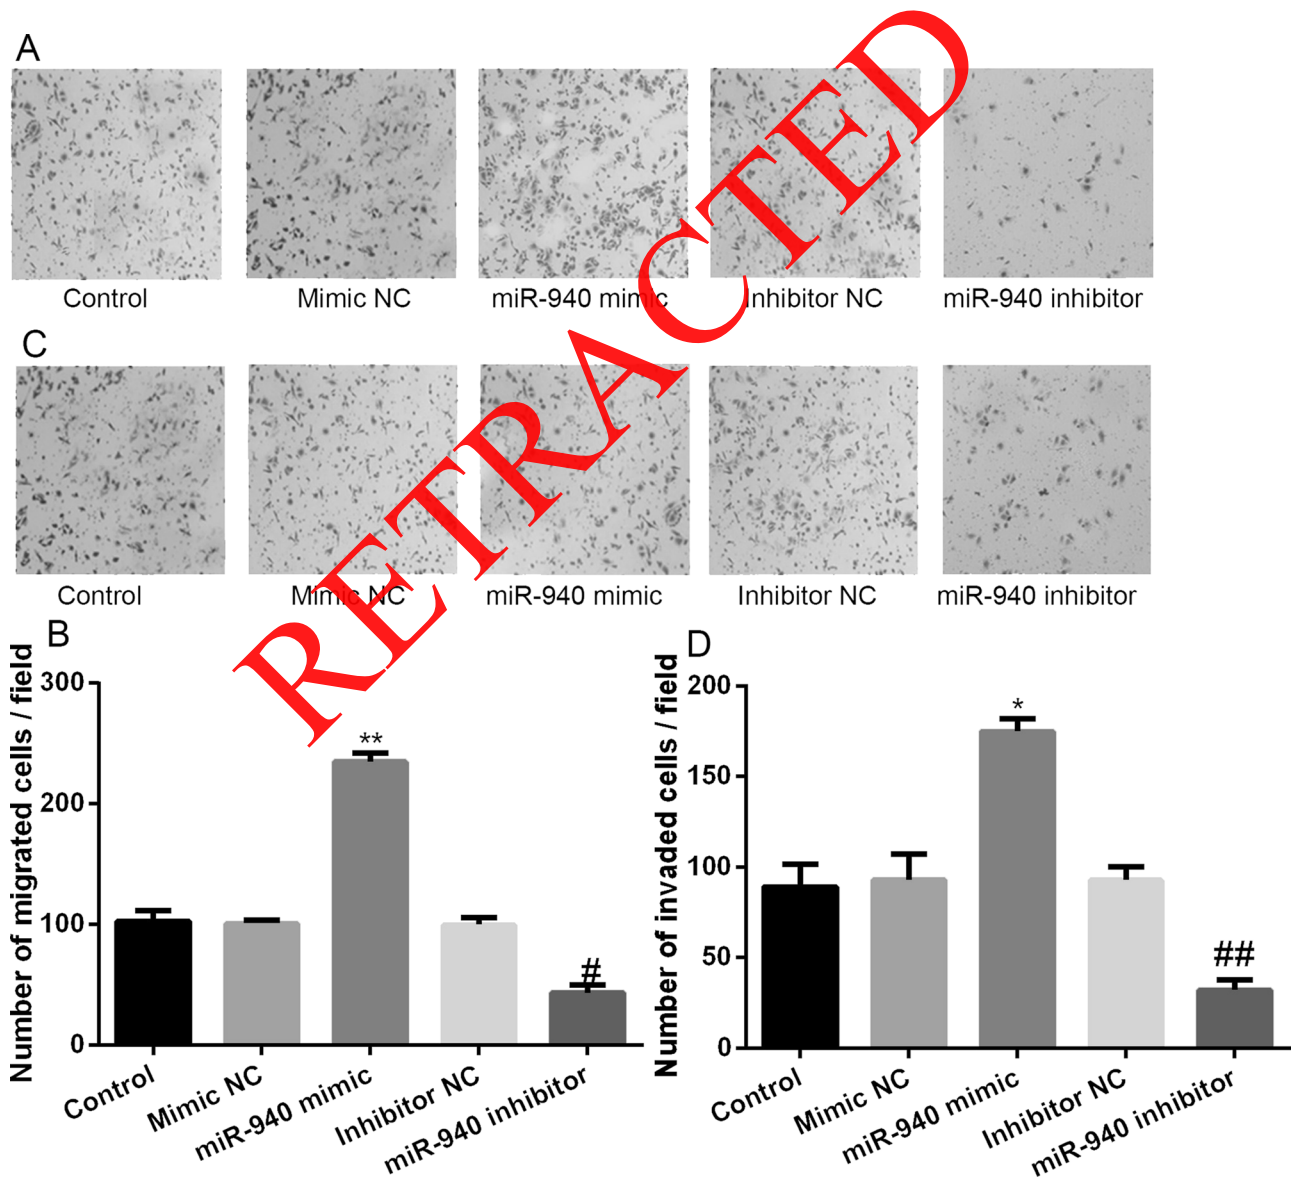 A
Control
Mimic NC
miR-940 mimic
Inhibitor NC
miR-940 inhibitor
C
Control
Mimic NC
miR-940 mimic
Inhibitor NC
miR-940 inhibitor
RETRACTED
B
Number of migrated cells / field
300
200
100
0
**
#
Control
Mimic NC
miR-940 mimic
Inhibitor NC
miR-940 inhibitor
D
Number of invaded cells / field
200
150
100
50
0
*
##
Control
Mimic NC
miR-940 mimic
Inhibitor NC
miR-940 inhibitor